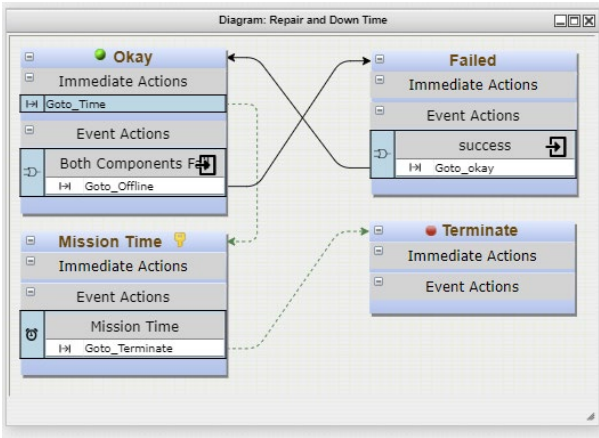 Diagram: Repair and Down Time
Okay
Immediate Actions
Goto_Time
Event Actions
Both Components Fa
Goto_Offline
Failed
Immediate Actions
Event Actions
success
Goto_okay
Mission Time
Immediate Actions
Event Actions
Mission Time
Goto_Terminate
Terminate
Immediate Actions
Event Actions